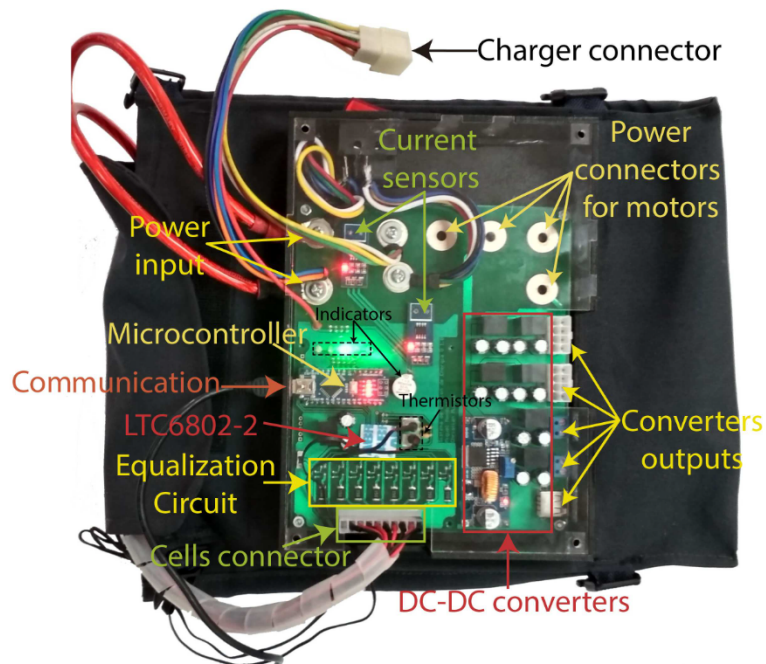 Charger connector
Current
sensors
Power
connectors
for motors
Power
input
Indicators
Microcontroller
Communication
Thermistors
LTC6802-2
Converters
outputs
Equalization
Circuit
Cells connector
DC-DC converters